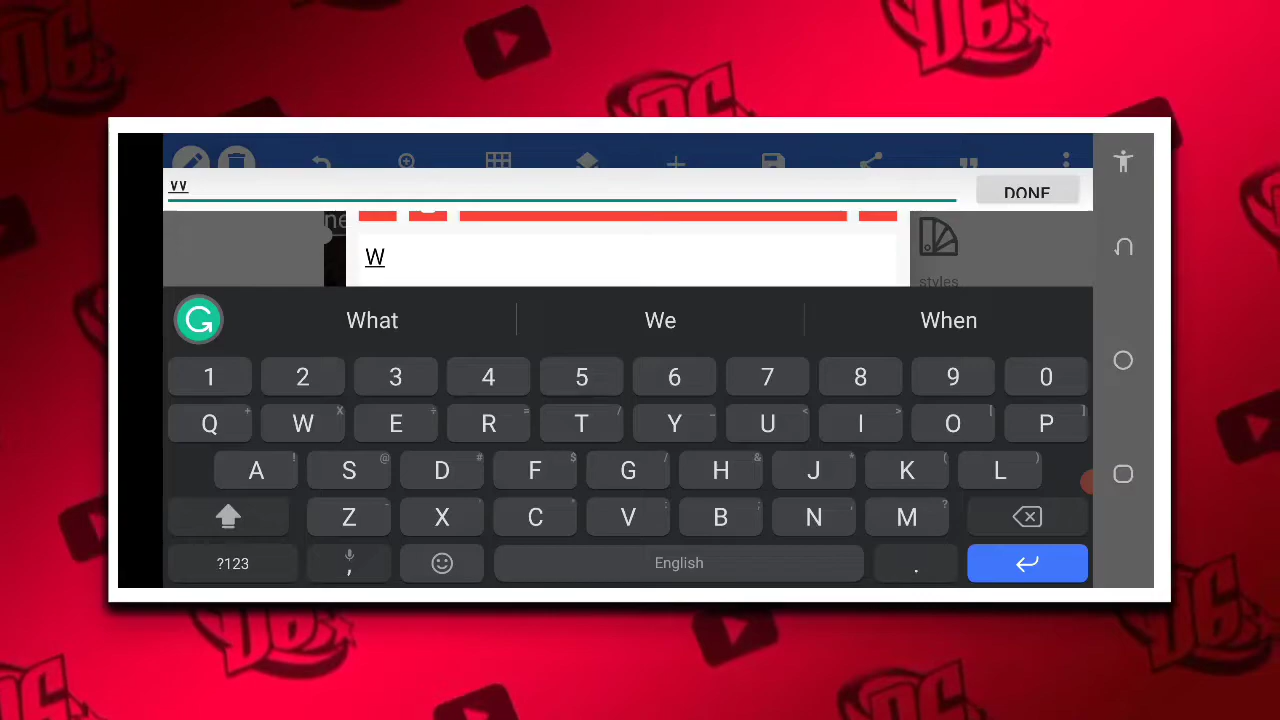 W
DONE
W
styles
What We When
1 2 3 4 5 6 7 8 9 0
Q W E R T Y U I O P
A S D F G H J K L
Z X C V B N M
?123 , English .